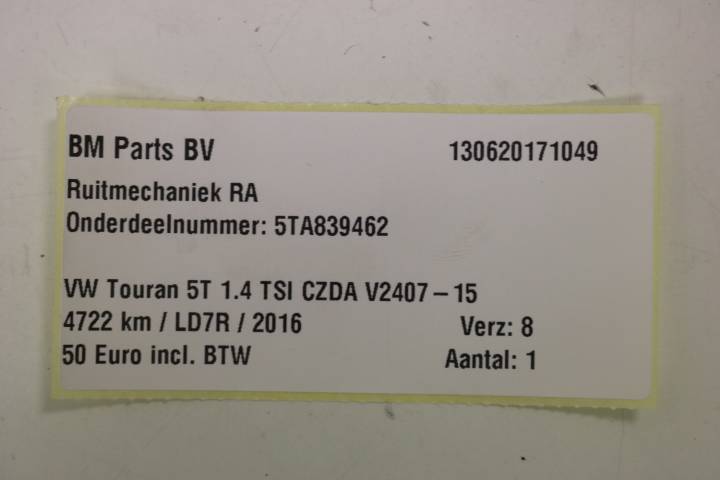 BM Parts BV 130620171049
Ruitmechaniek RA
Onderdeelnummer: 5TA839462
VW Touran 5T 1.4 TSI CZDA V2407 – 15
4722 km / LD7R / 2016 Verz: 8
50 Euro incl. BTW Aantal: 1